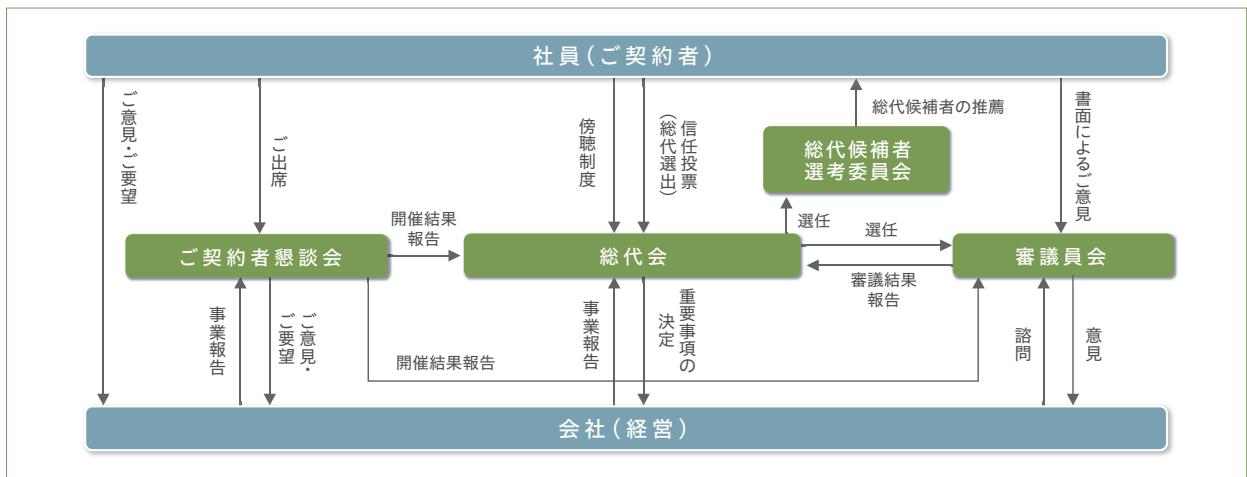 社員（ご契約者）
ご意見・ご要望
ご出席
傍聴制度
信任投票
（総代選出）
総代候補者の推薦
書面によるご意見
総代候補者
選考委員会
開催結果
報告
選任
選任
ご契約者懇談会
総代会
審議員会
審議結果
報告
事業報告
ご意見・
ご要望
開催結果報告
事業報告
重要事項の
決定
諮問
意見
会社（経営）